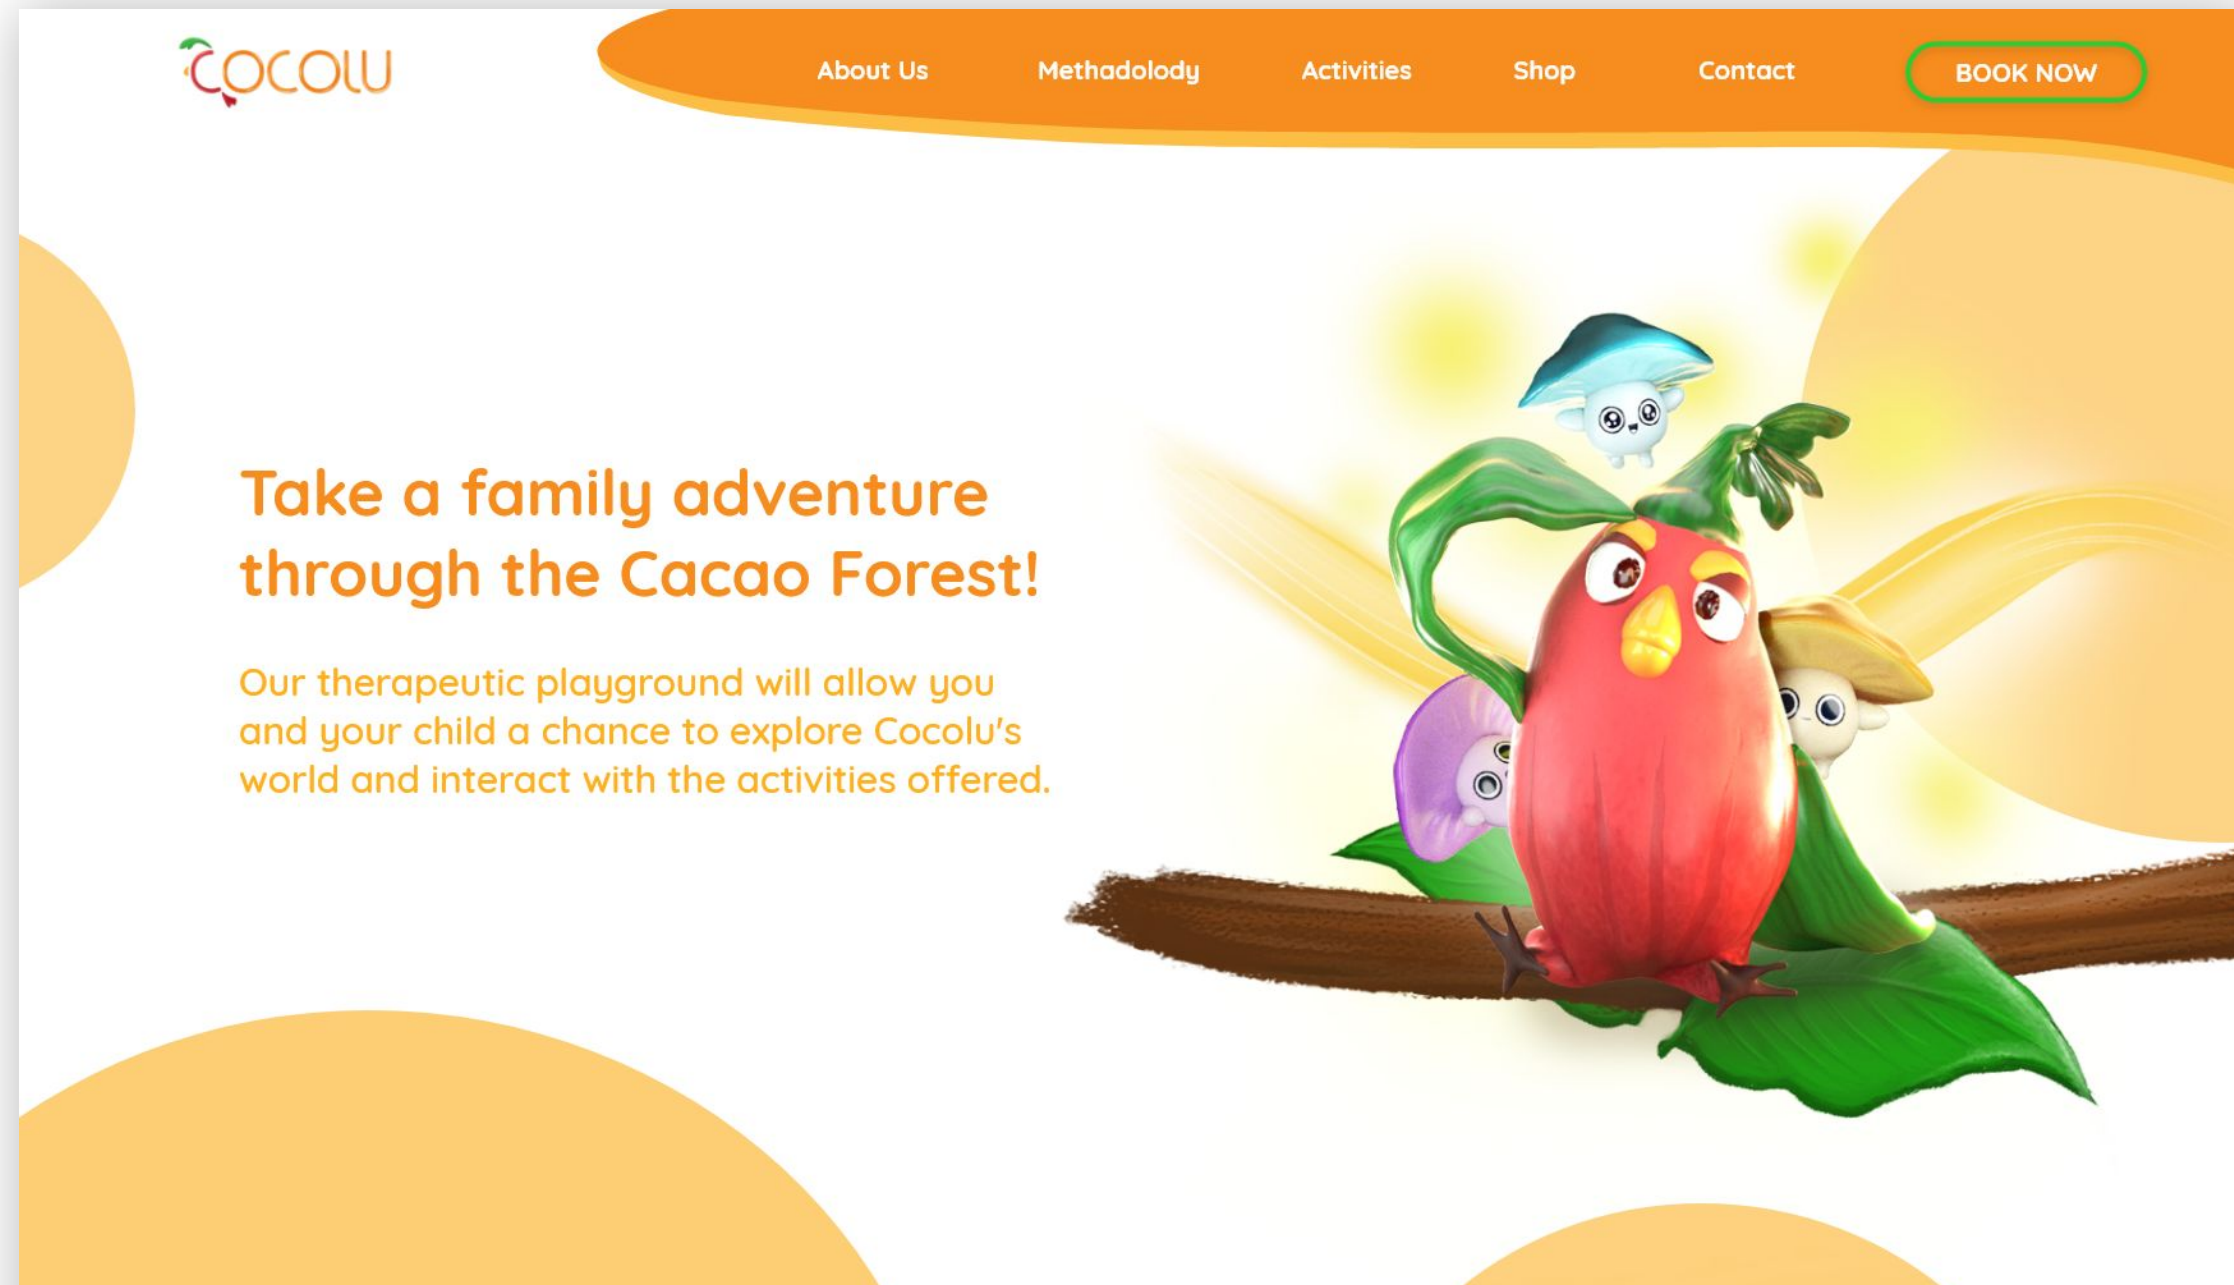 COCOLU
About Us
Methadolody
Activities
Shop
Contact
BOOK NOW
Take a family adventure
through the Cacao Forest!
Our therapeutic playground will allow you
and your child a chance to explore Cocolu's
world and interact with the activities offered.